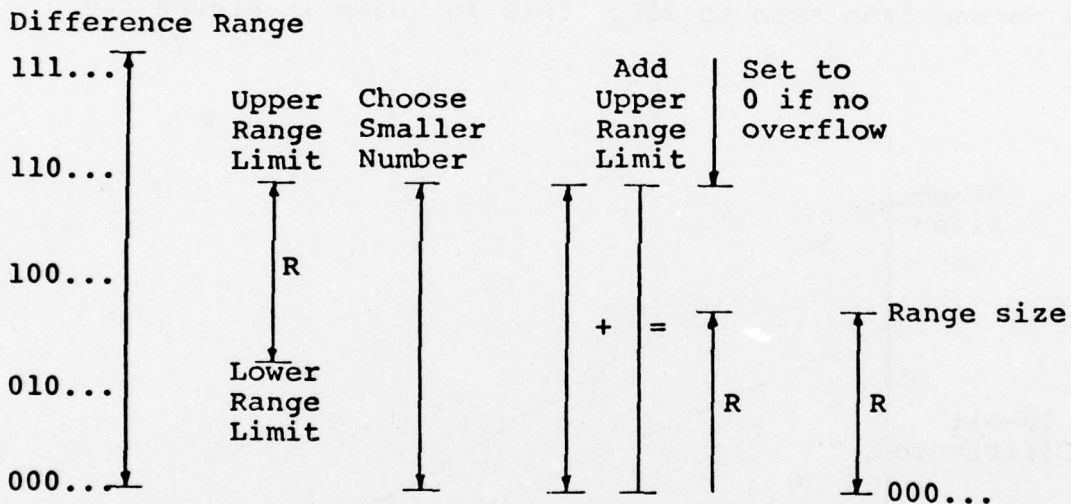 Difference Range
111...
110...
100...
010...
000...
Upper
Range
Limit
R
Lower
Range
Limit
Choose
Smaller
Number
Add
Upper
Range
Limit
+ =
Set to
0 if no
overflow
R
Range size
R
000...